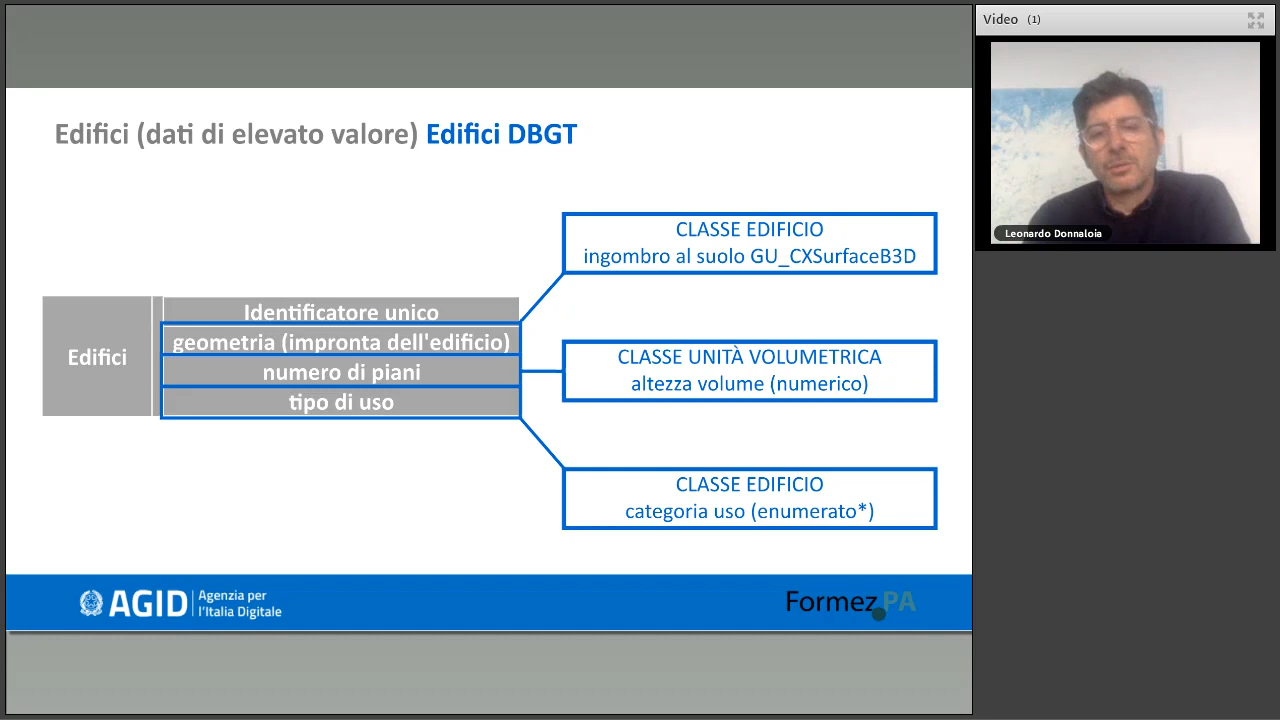 Video (1)
Leonardo Donnaloia
Edifici (dati di elevato valore) Edifici DBGT
CLASSE EDIFICIO
ingombro al suolo GU_CXSurfaceB3D
Edifici
Identificatore unico
geometria (impronta dell'edificio)
numero di piani
tipo di uso
CLASSE UNITÀ VOLUMETRICA
altezza volume (numerico)
CLASSE EDIFICIO
categoria uso (enumerato*)
AGID
Agenzia per
l'Italia Digitale
Formez PA